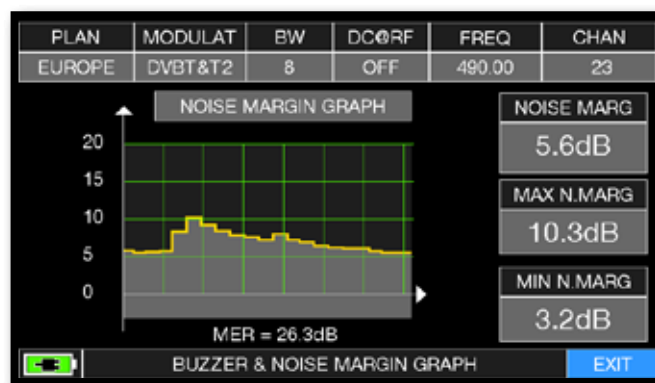 PLAN MODULAT BW DC@RF FREQ CHAN
EUROPE DVBT&T2 8 OFF 490.00 23
NOISE MARGIN GRAPH
NOISE MARG
5.6dB
20
15
10
5
0
MAX N.MARG
10.3dB
MIN N.MARG
3.2dB
MER = 26.3dB
BUZZER & NOISE MARGIN GRAPH EXIT